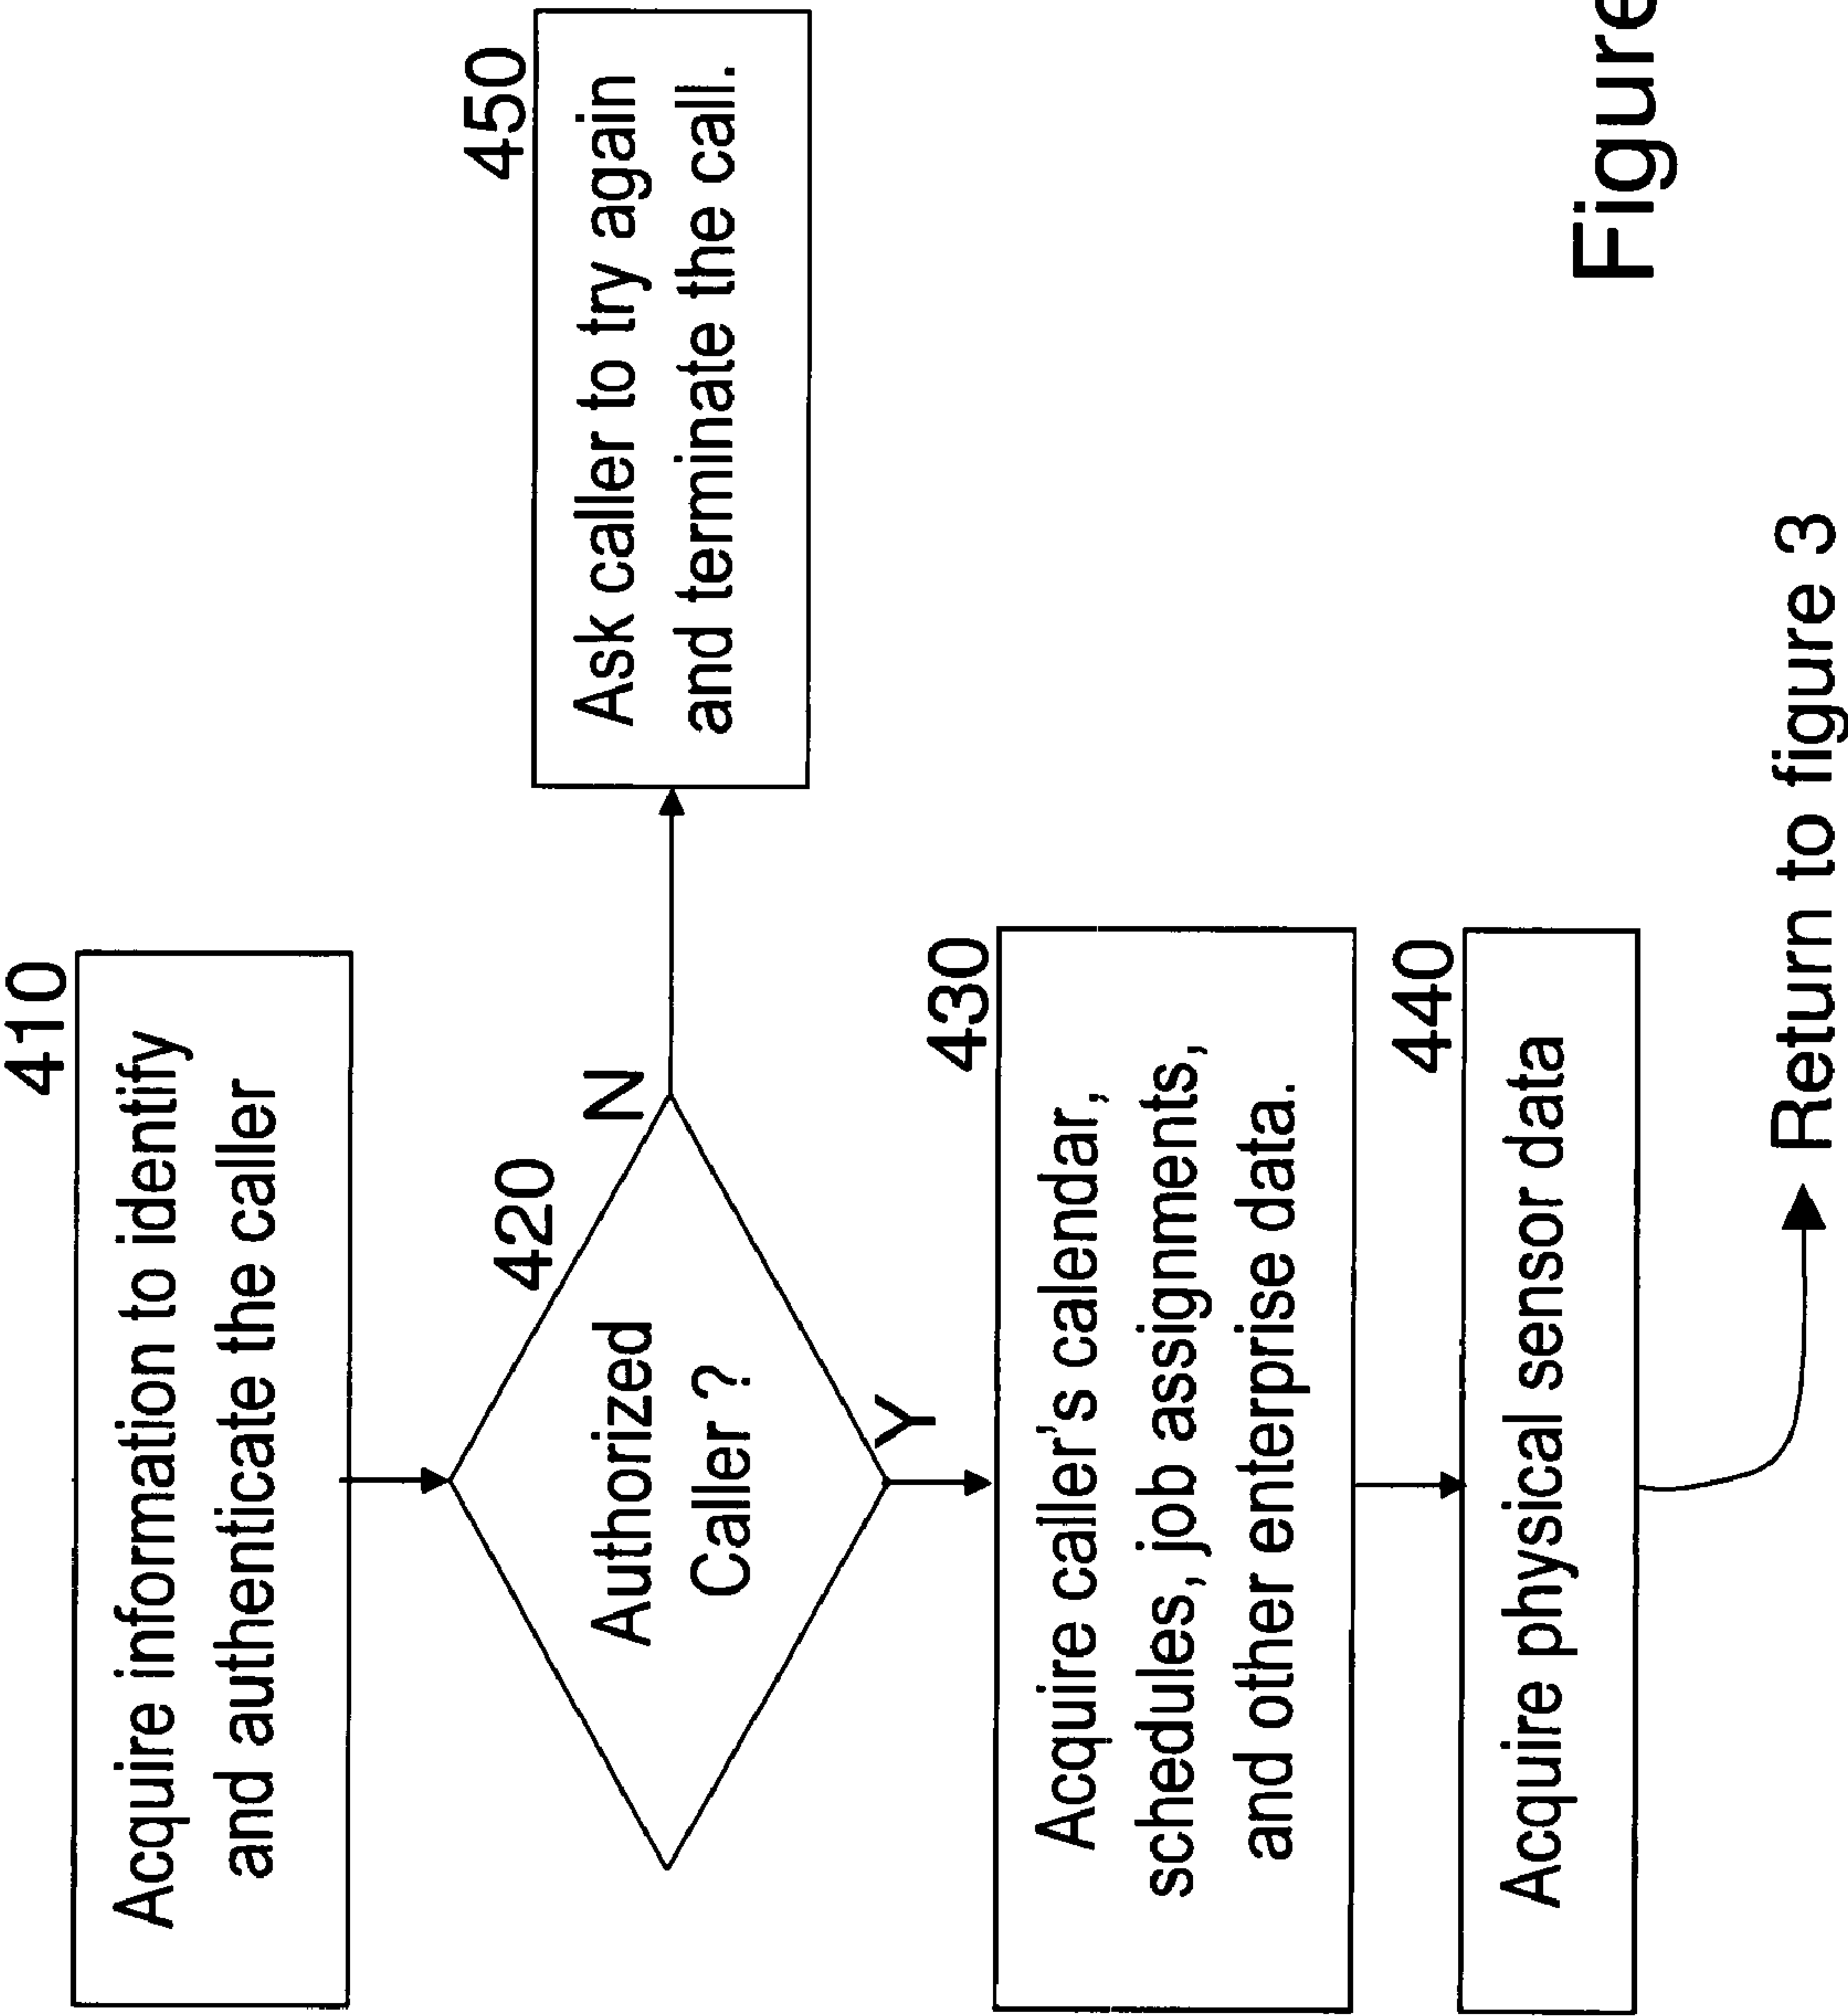 410
Acquire information to identify
and authenticate the caller
420
Authorized
Caller ?
N
450
Ask caller to try again
and terminate the call.
Y
430
Acquire caller's calendar,
schedules, job assignments,
and other enterprise data.
440
Acquire physical sensor data
Return to figure 3
Figure